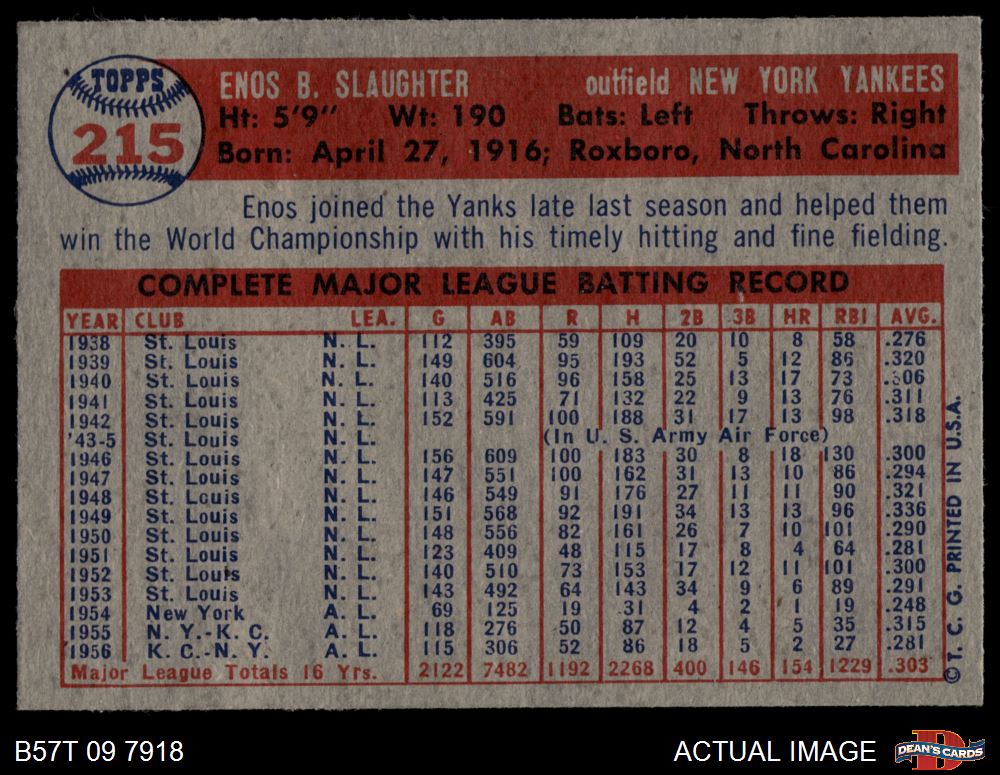 TOPPS
215
ENOS B. SLAUGHTER outfield NEW YORK YANKEES
Ht: 5'9" Wt: 190 Bats: Left Throws: Right
Born: April 27, 1916; Roxboro, North Carolina
Enos joined the Yanks late last season and helped them
win the World Championship with his timely hitting and fine fielding.
COMPLETE MAJOR LEAGUE BATTING RECORD
YEAR CLUB LEA. G AB R H 2B 3B HR RBI AVG.
1938 St. Louis N. L. 112 395 59 109 20 10 8 58 .276
1939 St. Louis N. L. 149 604 95 193 52 5 12 86 .320
1940 St. Louis N. L. 140 516 96 158 25 13 17 73 .306
1941 St. Louis N. L. 113 425 71 132 22 9 13 76 .311
1942 St. Louis N. L. 152 591 100 188 31 17 13 98 .318
'43-5 St. Louis N. L. (In U. S. Army Air Force)
1946 St. Louis N. L. 156 609 100 183 30 8 18 130 .300
1947 St. Louis N. L. 147 551 100 162 31 13 10 86 .294
1948 St. Louis N. L. 146 549 91 176 27 11 11 90 .321
1949 St. Louis N. L. 151 568 92 191 34 13 13 96 .336
1950 St. Louis N. L. 148 556 82 161 26 7 10 101 .290
1951 St. Louis N. L. 123 409 48 115 17 8 4 64 .281
1952 St. Louis N. L. 140 510 73 153 17 12 11 101 .300
1953 St. Louis N. L. 143 492 64 143 34 9 6 89 .291
1954 New York A. L. 69 125 19 31 4 2 1 19 .248
1955 N. Y.-K. C. A. L. 118 276 50 87 12 4 5 35 .315
1956 K. C.-N. Y. A. L. 115 306 52 86 18 5 2 27 .281
Major League Totals 16 Yrs. 2122 7482 1192 2268 400 146 154 1229 .303
©T. C. G. PRINTED IN U.S.A.
B57T 09 7918 ACTUAL IMAGE DEAN'S CARDS